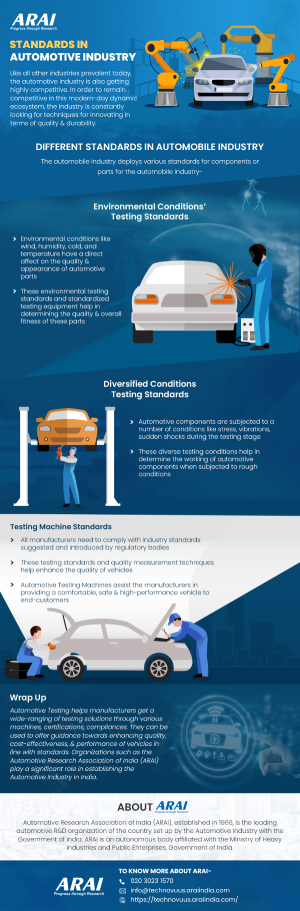 ARAI
Progress through Research
STANDARDS IN
AUTOMOTIVE INDUSTRY
Like all other industries prevalent today,
the automotive industry is also getting
highly competitive. In order to remain
competitive in this modern-day dynamic
ecosystem, the industry is constantly
looking for techniques for innovating in
terms of quality & durability.
DIFFERENT STANDARDS IN AUTOMOBILE INDUSTRY
The automobile industry deploys various standards for components or
parts for the automobile industry-
Environmental Conditions'
Testing Standards
Environmental conditions like
wind, humidity, cold, and
temperature have a direct
affect on the quality &
appearance of automotive
parts
These environmental testing
standards and standardized
testing equipment help in
determining the quality & overall
fitness of these parts
Diversified Conditions
Testing Standards
Automotive components are subjected to a
number of conditions like stress, vibrations,
sudden shocks during the testing stage
These diverse testing conditions help in
determine the working of automotive
components when subjected to rough
conditions
Testing Machine Standards
All manufacturers need to comply with industry standards
suggested and introduced by regulatory bodies
These testing standards and quality measurement techniques
help enhance the quality of vehicles
Automotive Testing Machines assist the manufacturers in
providing a comfortable, safe & high-performance vehicle to
end-customers
Wrap Up
Automotive Testing helps manufacturers get a
wide-ranging of testing solutions through various
machines, certifications, compliances. They can be
used to offer guidance towards enhancing quality,
cost-effectiveness, & performance of vehicles in
line with standards. Organizations such as the
Automotive Research Association of India (ARAI)
play a significant role in establishing the
Automotive Industry in India.
ABOUT ARAI
Progress through Research
Automotive Research Association of India (ARAI), established in 1966, is the leading
automotive R&D organization of the country set up by the Automotive Industry with the
Government of India. ARAI is an autonomous body affiliated with the Ministry of Heavy
Industries and Public Enterprises, Government of India.
ARAI
Progress through Research
TO KNOW MORE ABOUT ARAI-
020 3023 1570
info@technovuus.araiindia.com
https://technovuus.araiindia.com/